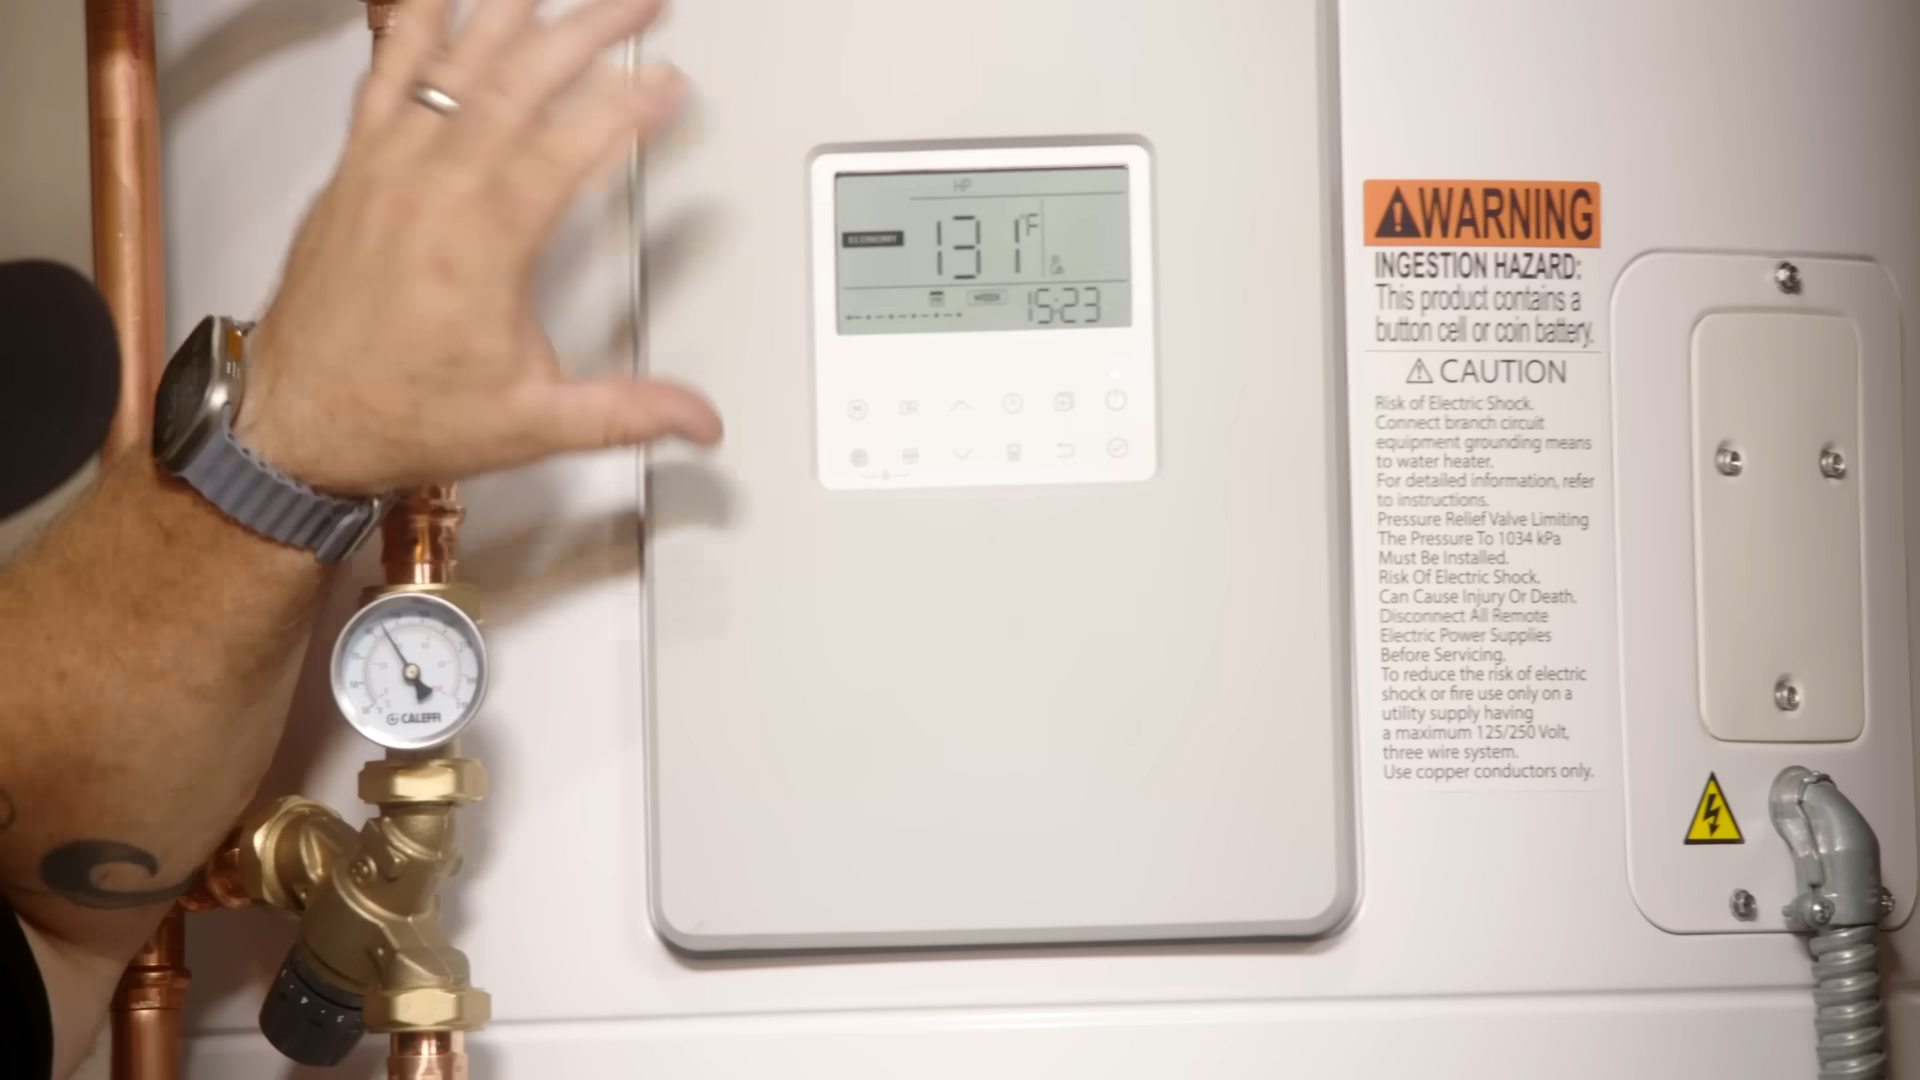 HP
ECONOMY
131°F
WEEK
15:23
WARNING
INGESTION HAZARD:
This product contains a
button cell or coin battery.
CAUTION
Risk of Electric Shock.
Connect branch circuit
equipment grounding means
to water heater.
For detailed information, refer
to instructions.
Pressure Relief Valve Limiting
The Pressure To 1034 kPa
Must Be Installed.
Risk Of Electric Shock.
Can Cause Injury Or Death.
Disconnect All Remote
Electric Power Supplies
Before Servicing.
To reduce the risk of electric
shock or fire use only on a
utility supply having
a maximum 125/250 Volt,
three wire system.
Use copper conductors only.
CALEFFI